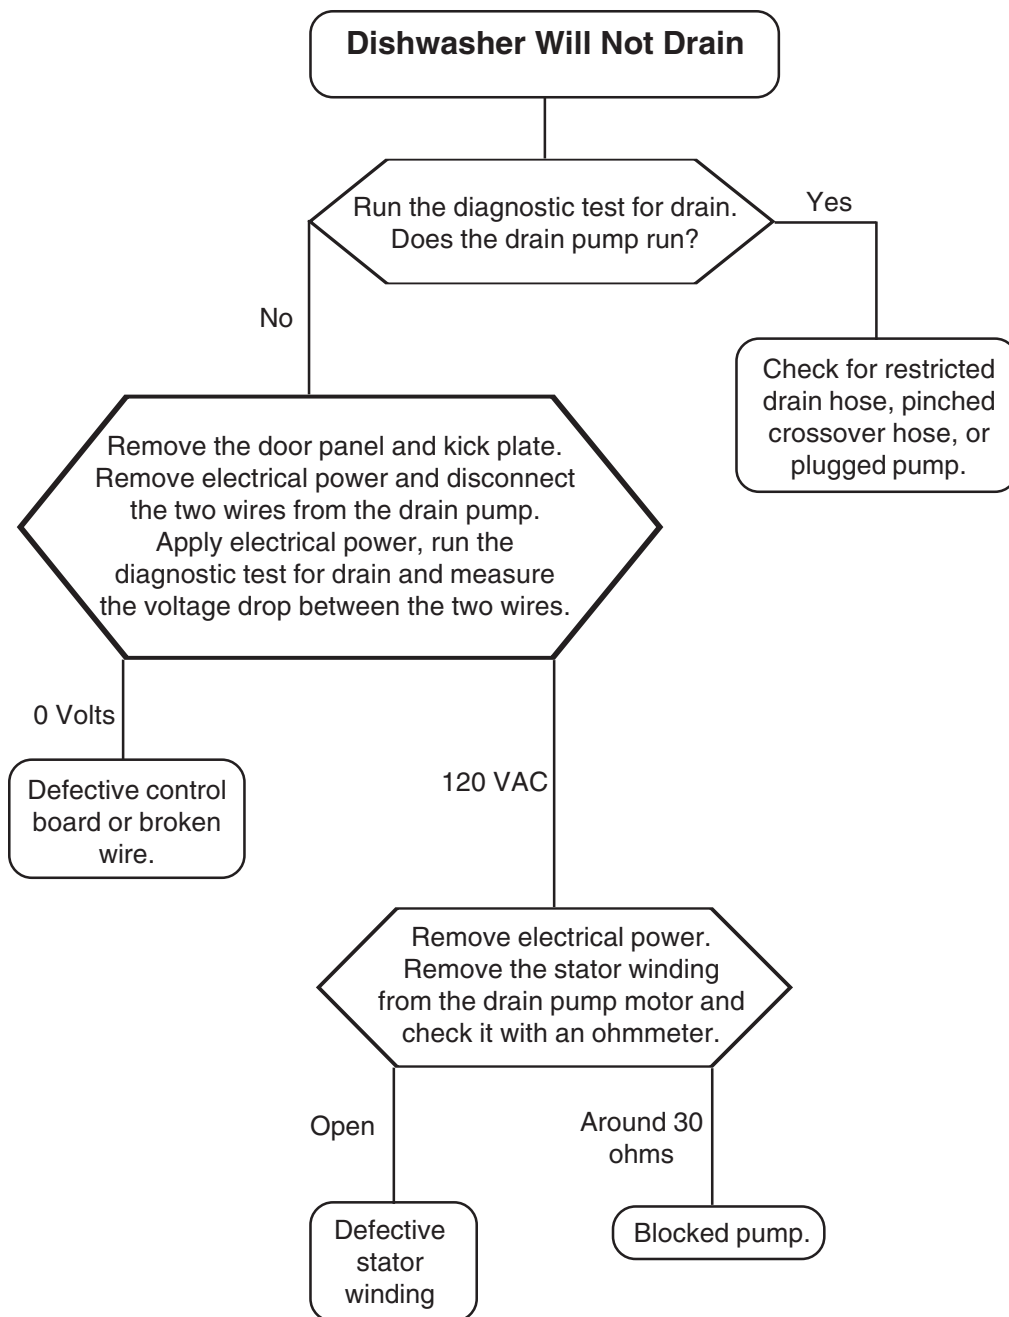 Dishwasher Will Not Drain
Run the diagnostic test for drain.
Does the drain pump run?
Yes
No
Check for restricted
drain hose, pinched
crossover hose, or
plugged pump.
Remove the door panel and kick plate.
Remove electrical power and disconnect
the two wires from the drain pump.
Apply electrical power, run the
diagnostic test for drain and measure
the voltage drop between the two wires.
0 Volts
Defective control
board or broken
wire.
120 VAC
Remove electrical power.
Remove the stator winding
from the drain pump motor and
check it with an ohmmeter.
Open
Around 30
ohms
Defective
stator
winding
Blocked pump.